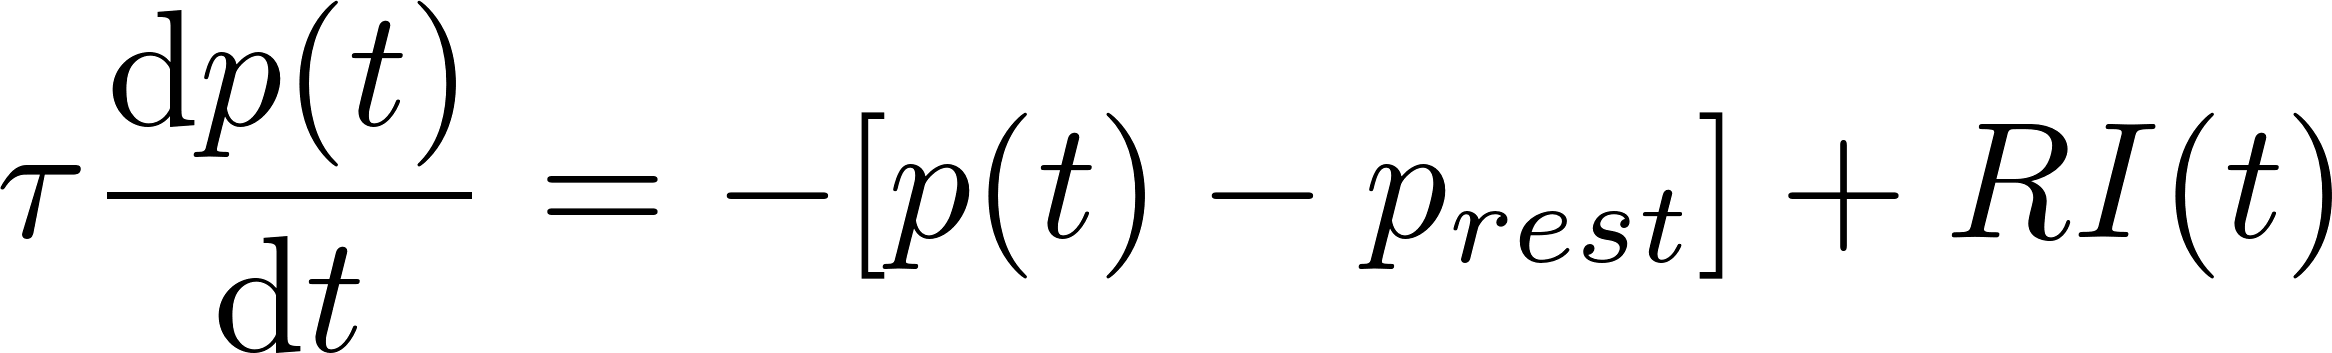 τ dp(t)/dt = −[p(t) − p_rest] + RI(t)